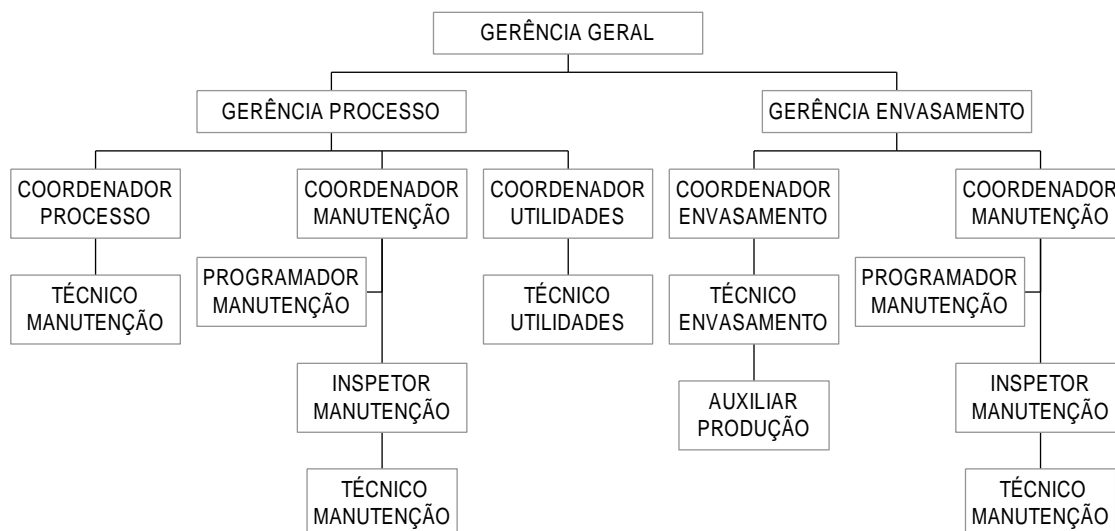 GERÊNCIA GERAL
GERÊNCIA PROCESSO
GERÊNCIA ENVASAMENTO
COORDENADOR
PROCESSO
COORDENADOR
MANUTENÇÃO
COORDENADOR
UTILIDADES
COORDENADOR
ENVASAMENTO
COORDENADOR
MANUTENÇÃO
TÉCNICO
MANUTENÇÃO
PROGRAMADOR
MANUTENÇÃO
TÉCNICO
UTILIDADES
TÉCNICO
ENVASAMENTO
PROGRAMADOR
MANUTENÇÃO
INSPETOR
MANUTENÇÃO
AUXILIAR
PRODUÇÃO
INSPETOR
MANUTENÇÃO
TÉCNICO
MANUTENÇÃO
TÉCNICO
MANUTENÇÃO